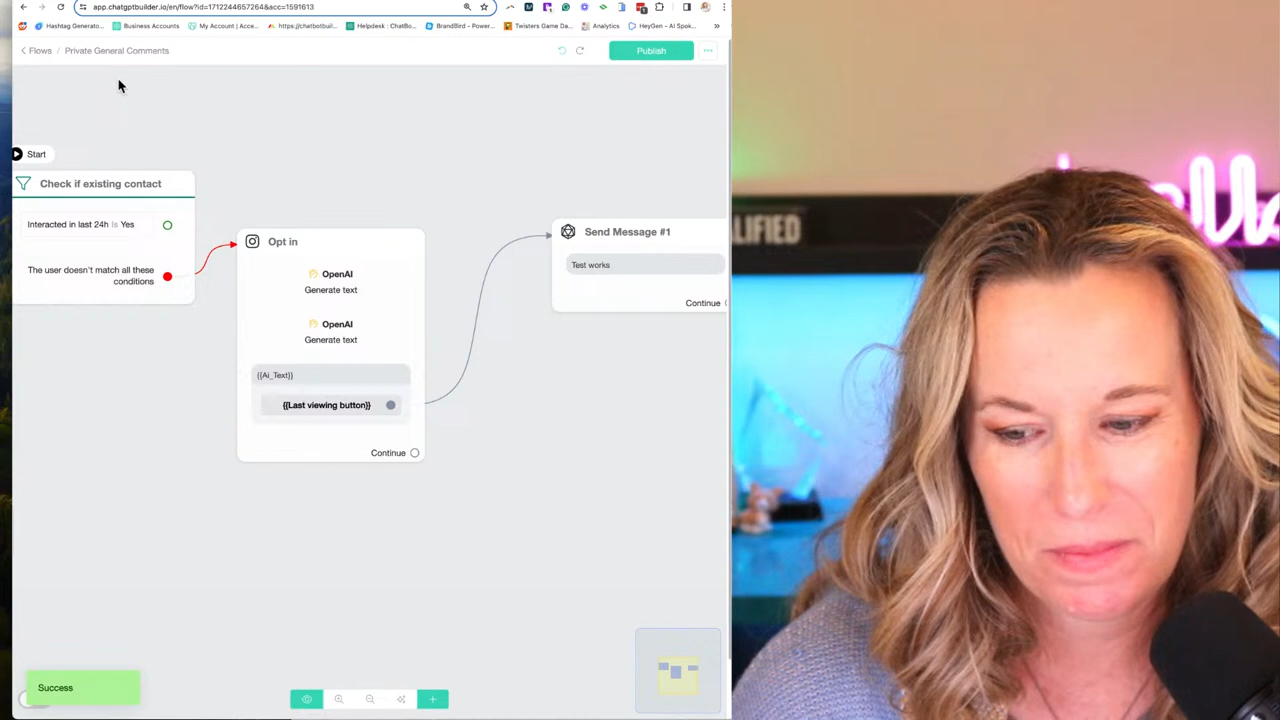 app.chatgptbuilder.io/en/flow?id=1712244657264&acc=1591613
Hashtag Generato...
Business Accounts
My Account | Acce...
https://chatbotbuil...
Helpdesk : ChatBo...
BrandBird - Power...
Twisters Game Da...
Analytics
HeyGen - AI Spok...
Flows / Private General Comments
Publish
Start
Check if existing contact
Interacted in last 24h Is Yes
The user doesn't match all these
conditions
Opt in
OpenAI
Generate text
OpenAI
Generate text
{{Ai_Text}}
{{Last viewing button}}
Continue
Send Message #1
Test works
Continue
Success
ALIFIED